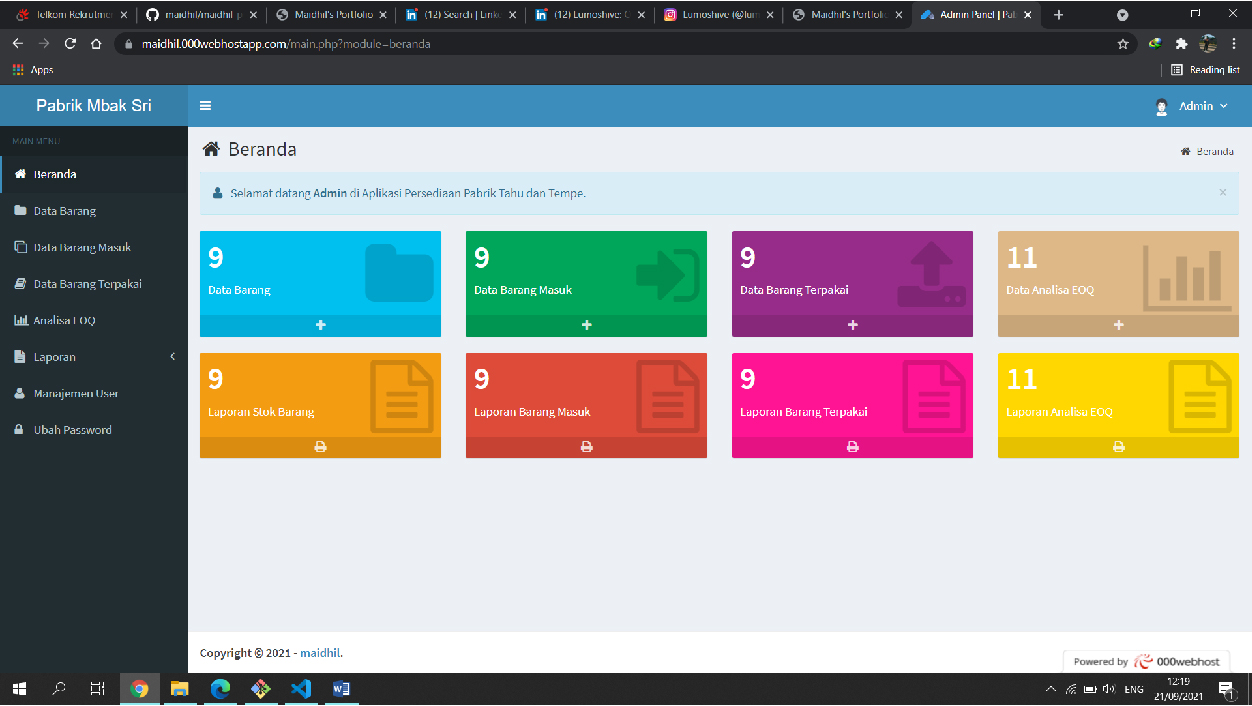 Telkom Rekrutmen
maidhil/maidhil
Maidhil's Portfolio
(12) Search | Linke
(12) Lumoshive: C
Lumoshive (@lum
Maidhil's Portfolio
Admin Panel | Pab
maidhil.000webhostapp.com/main.php?module=beranda
Apps
Reading list
Pabrik Mbak Sri
Admin
MAIN MENU
Beranda
Data Barang
Data Barang Masuk
Data Barang Terpakai
Analisa EOQ
Laporan
Manajemen User
Ubah Password
Beranda
Beranda
Selamat datang Admin di Aplikasi Persediaan Pabrik Tahu dan Tempe.
×
9
Data Barang
9
Data Barang Masuk
9
Data Barang Terpakai
11
Data Analisa EOQ
9
Laporan Stok Barang
9
Laporan Barang Masuk
9
Laporan Barang Terpakai
11
Laporan Analisa EOQ
Copyright © 2021 - maidhil.
Powered by 000webhost
ENG
12:19
21/09/2021
1